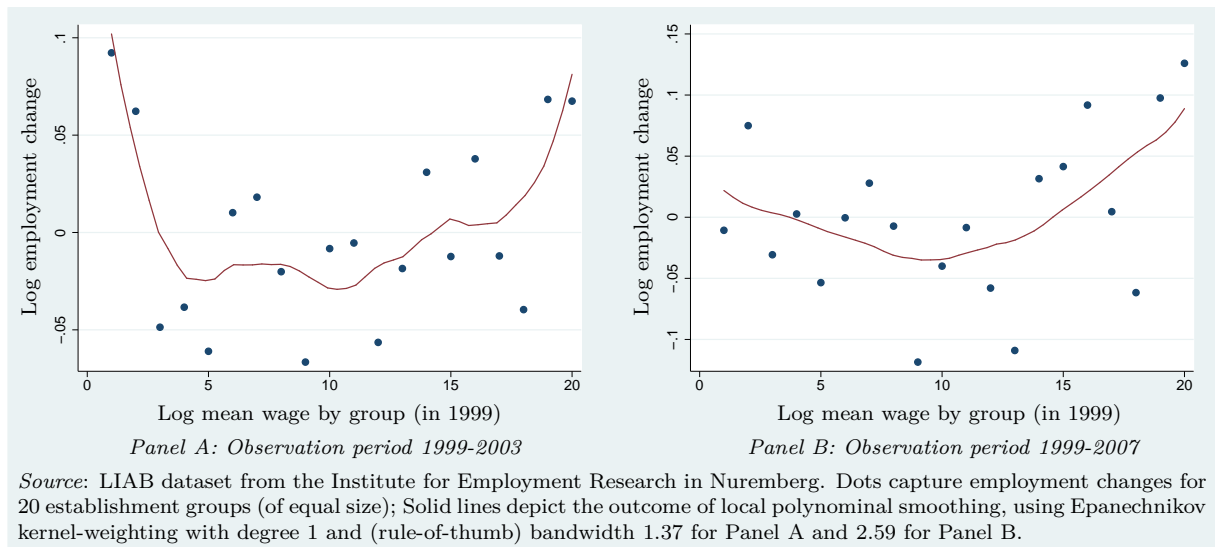 .1
.05
0
-.05
Log employment change
0 5 10 15 20
Log mean wage by group (in 1999)
Panel A: Observation period 1999-2003
.15
.1
.05
0
-.05
-.1
Log employment change
0 5 10 15 20
Log mean wage by group (in 1999)
Panel B: Observation period 1999-2007
Source: LIAB dataset from the Institute for Employment Research in Nuremberg. Dots capture employment changes for
20 establishment groups (of equal size); Solid lines depict the outcome of local polynominal smoothing, using Epanechnikov
kernel-weighting with degree 1 and (rule-of-thumb) bandwidth 1.37 for Panel A and 2.59 for Panel B.